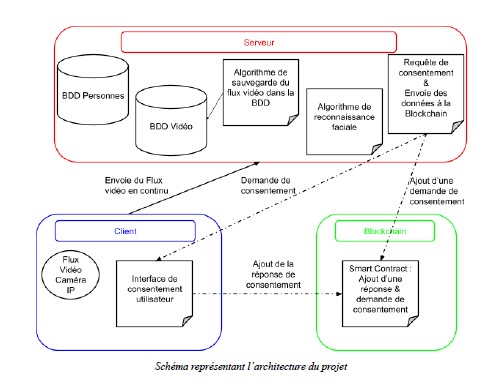 Serveur
BDD Personnes
BDD Vidéo
Algorithme de
sauvegarde du
flux vidéo dans la
BDD
Algorithme de
reconnaissance
faciale
Requête de
consentement
&
Envoie des
données à la
Blockchain
Envoie du Flux
vidéo en continu
Demande de
consentement
Ajout d'une
demande de
consentement
Client
Flux
Vidéo
Caméra
IP
Interface de
consentement
utilisateur
Ajout de la
réponse de
consentement
Blockchain
Smart Contract :
Ajout d'une
réponse &
demande de
consentement
Schéma représentant l'architecture du projet